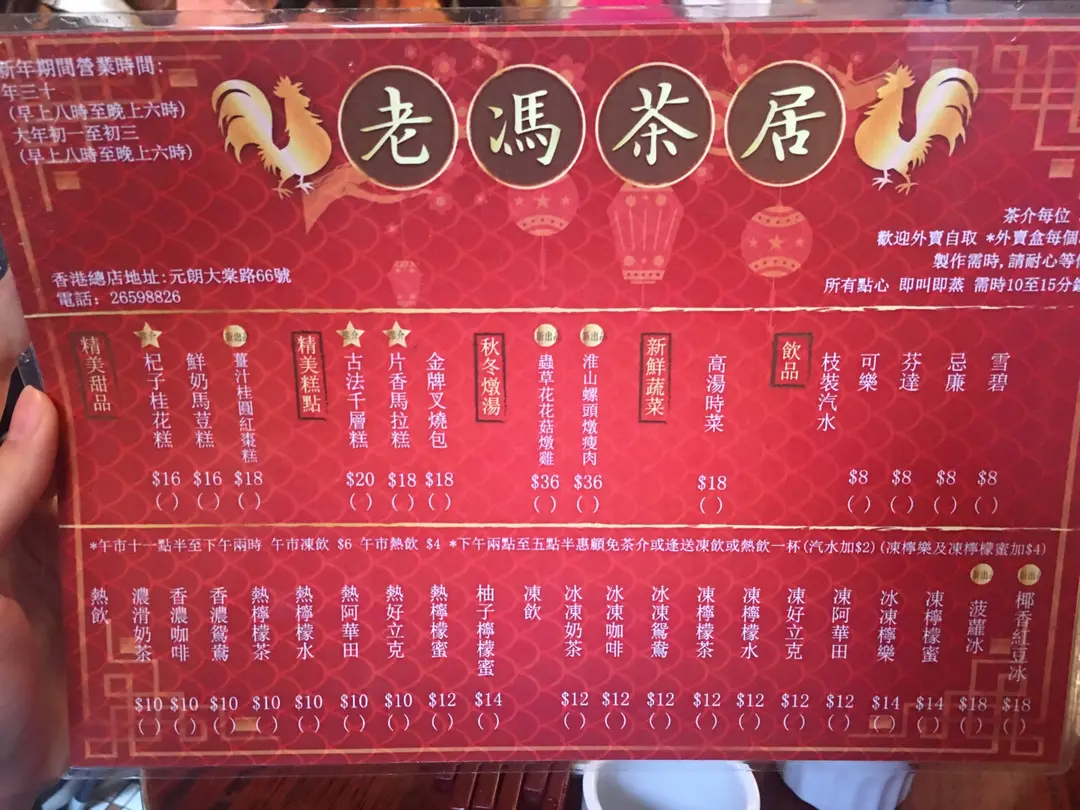 新年期間營業時間:
年三十
(早上八時至晚上六時)
大年初一至初三
(早上八時至晚上六時)
老馮茶居
茶介每位
歡迎外賣自取 *外賣盒每個
製作需時,請耐心等
所有點心 即叫即蒸 需時10至15分鐘
香港總店地址:元朗大棠路66號
電話: 26598826
精美甜品
推介
杞子桂花糕 $16 ( )
鮮奶馬荳糕 $16 ( )
新出品
薑汁桂圓紅棗糕 $18 ( )
精美糕點
推介
古法千層糕 $20 ( )
推介
片香馬拉糕 $18 ( )
金牌叉燒包 $18 ( )
秋冬燉湯
新出品
蟲草花花菇燉雞 $36 ( )
新出品
淮山螺頭燉瘦肉 $36 ( )
新鮮蔬菜
高湯時菜 $18 ( )
飲品
枝裝汽水
可樂 $8 ( )
芬達 $8 ( )
忌廉 $8 ( )
雪碧 $8 ( )
*午市十一點半至下午兩時 午市凍飲 $6 午市熱飲 $4 *下午兩點至五點半惠顧免茶介或逢送凍飲或熱飲一杯(汽水加$2)(凍檸樂及凍檸檬蜜加$4)
熱飲
濃滑奶茶 $10 ( )
香濃咖啡 $10 ( )
香濃鴛鴦 $10 ( )
熱檸檬茶 $10 ( )
熱檸檬水 $10 ( )
熱阿華田 $10 ( )
熱好立克 $10 ( )
熱檸檬蜜 $12 ( )
柚子檸檬蜜 $14 ( )
凍飲
冰凍奶茶 $12 ( )
冰凍咖啡 $12 ( )
冰凍鴛鴦 $12 ( )
凍檸檬茶 $12 ( )
凍檸檬水 $12 ( )
凍好立克 $12 ( )
凍阿華田 $12 ( )
冰凍檸樂 $14 ( )
凍檸檬蜜 $14 ( )
新出品
菠蘿冰 $18 ( )
新出品
椰香紅豆冰 $18 ( )